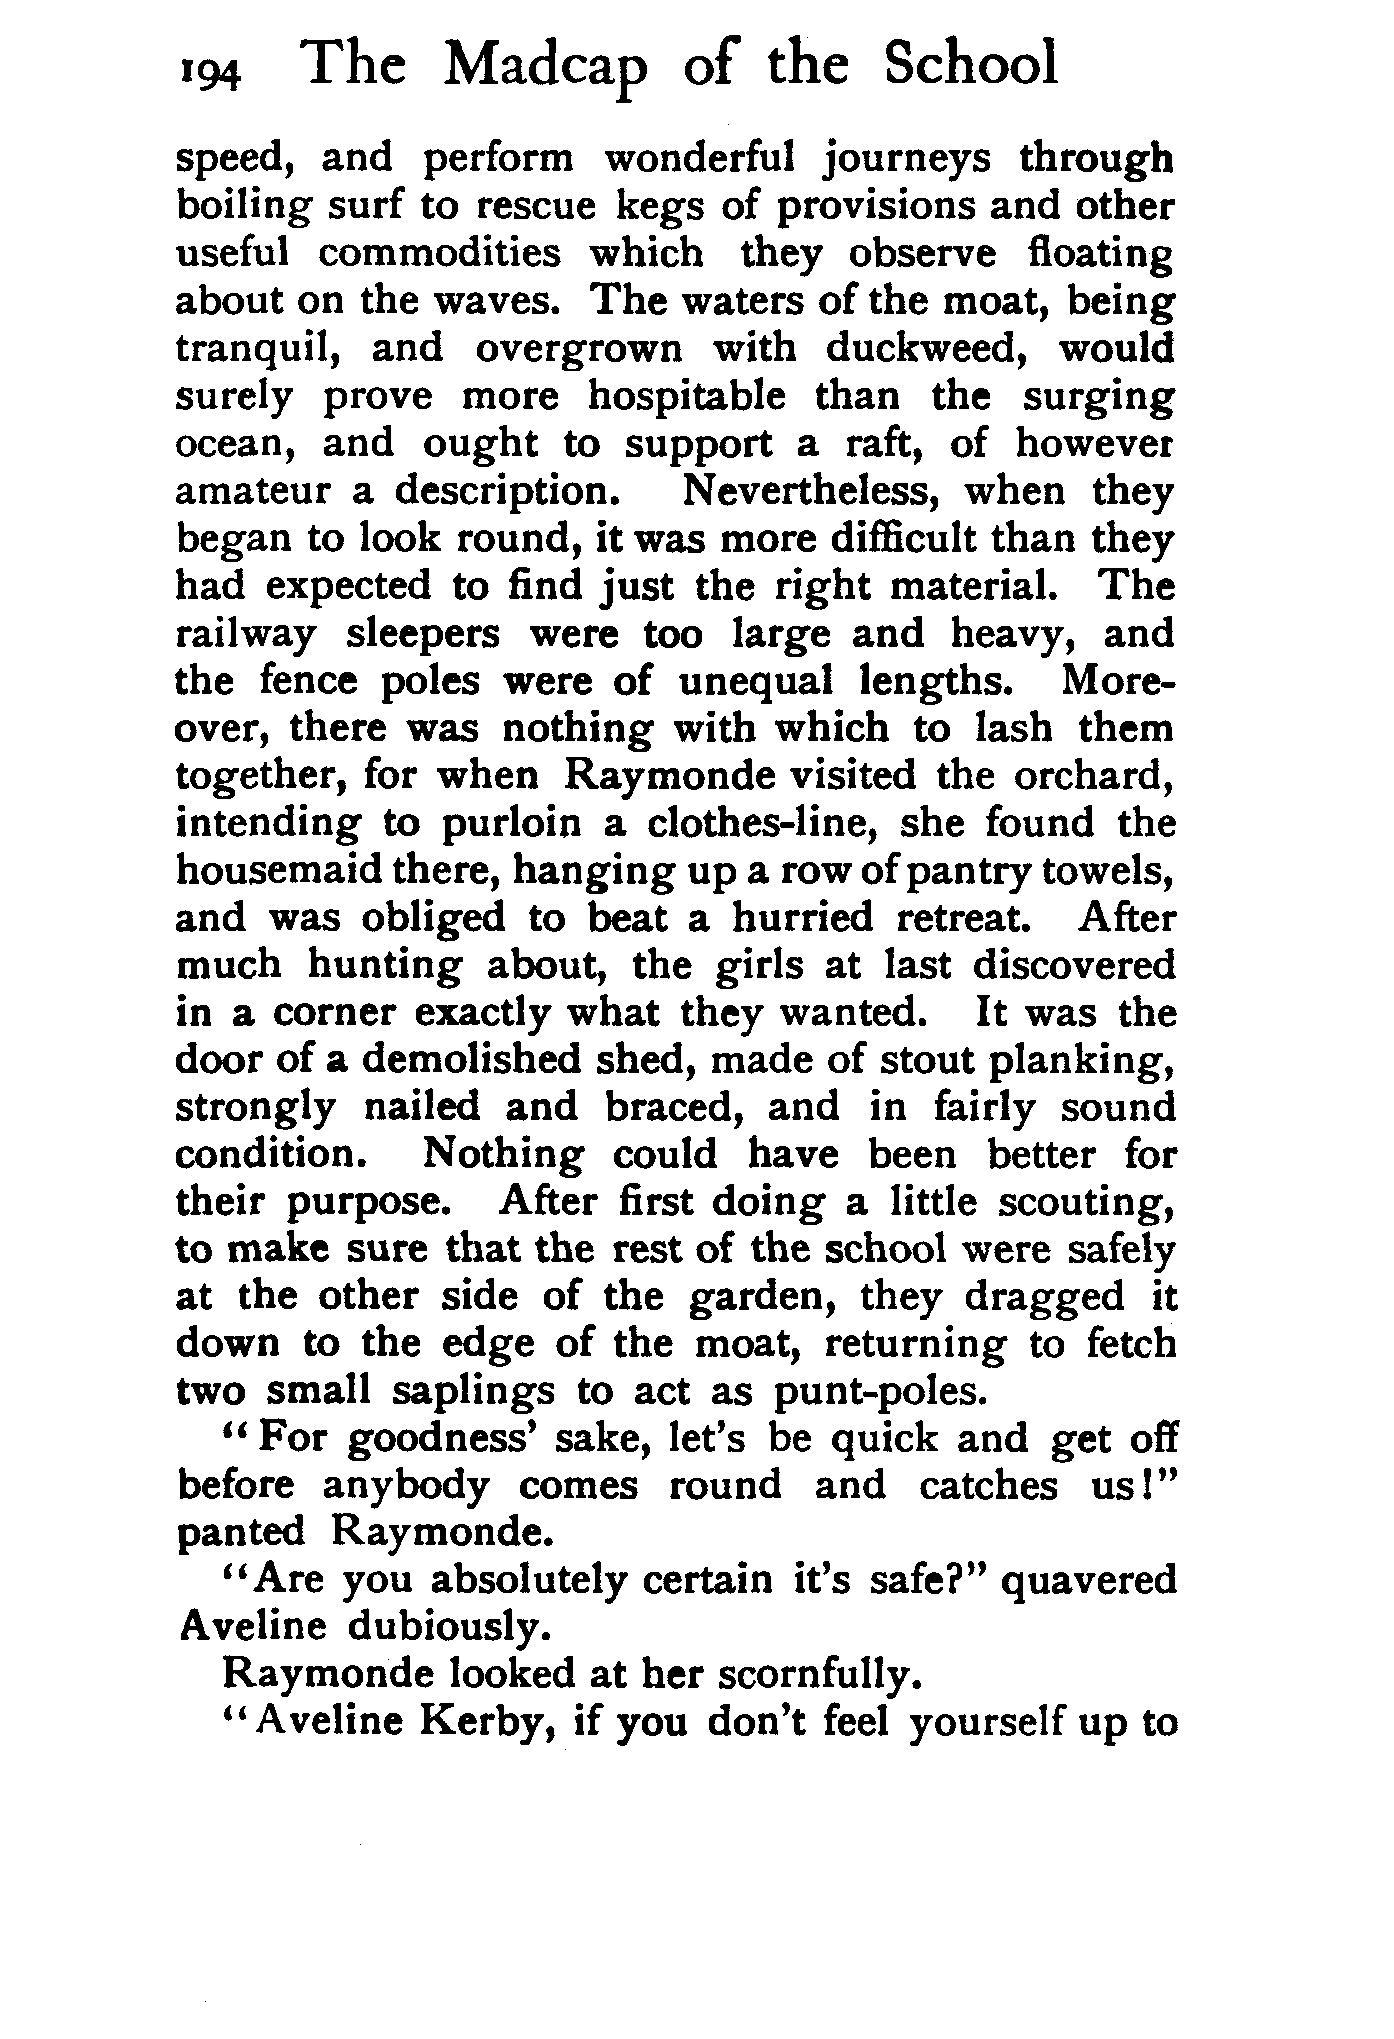 194 The Madcap of the School
speed, and perform wonderful journeys through
boiling surf to rescue kegs of provisions and other
useful commodities which they observe floating
about on the waves. The waters of the moat, being
tranquil, and overgrown with duckweed, would
surely prove more hospitable than the surging
ocean, and ought to support a raft, of however
amateur a description. Nevertheless, when they
began to look round, it was more difficult than they
had expected to find just the right material. The
railway sleepers were too large and heavy, and
the fence poles were of unequal lengths. More-
over, there was nothing with which to lash them
together, for when Raymonde visited the orchard,
intending to purloin a clothes-line, she found the
housemaid there, hanging up a row of pantry towels,
and was obliged to beat a hurried retreat. After
much hunting about, the girls at last discovered
in a corner exactly what they wanted. It was the
door of a demolished shed, made of stout planking,
strongly nailed and braced, and in fairly sound
condition. Nothing could have been better for
their purpose. After first doing a little scouting,
to make sure that the rest of the school were safely
at the other side of the garden, they dragged it
down to the edge of the moat, returning to fetch
two small saplings to act as punt-poles.
"For goodness' sake, let's be quick and get off
before anybody comes round and catches us!"
panted Raymonde.
"Are you absolutely certain it's safe?" quavered
Aveline dubiously.
Raymonde looked at her scornfully.
"Aveline Kerby, if you don't feel yourself up to